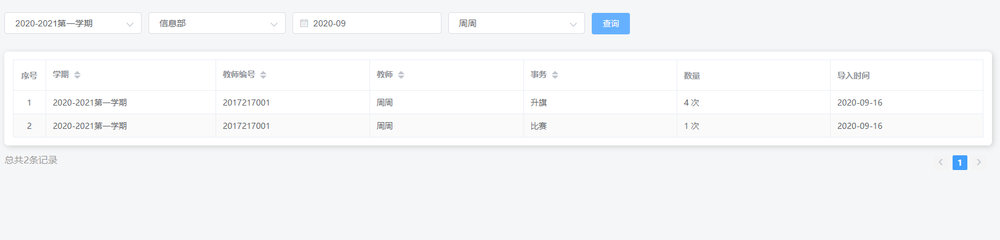 2020-2021第一学期 信息部 2020-09 周周 查询
序号 学期 教师编号 教师 事务 数量 导入时间
1 2020-2021第一学期 2017217001 周周 升旗 4 次 2020-09-16
2 2020-2021第一学期 2017217001 周周 比赛 1 次 2020-09-16
总共2条记录 1